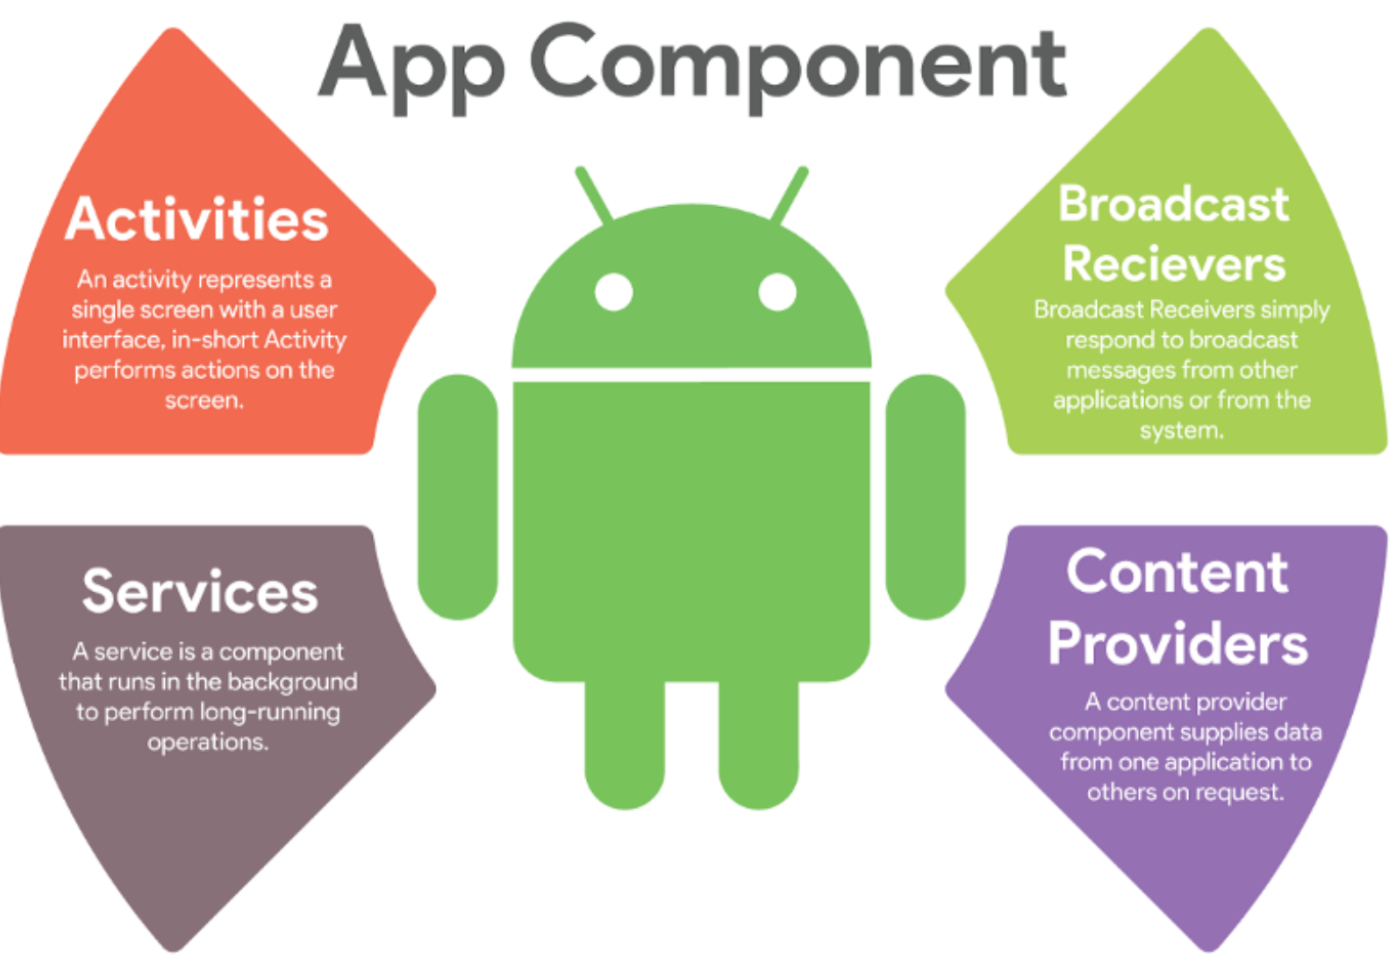 App Component
Activities
An activity represents a
single screen with a user
interface, in-short Activity
performs actions on the
screen.
Broadcast
Recievers
Broadcast Receivers simply
respond to broadcast
messages from other
applications or from the
system.
Services
A service is a component
that runs in the background
to perform long-running
operations.
Content
Providers
A content provider
component supplies data
from one application to
others on request.